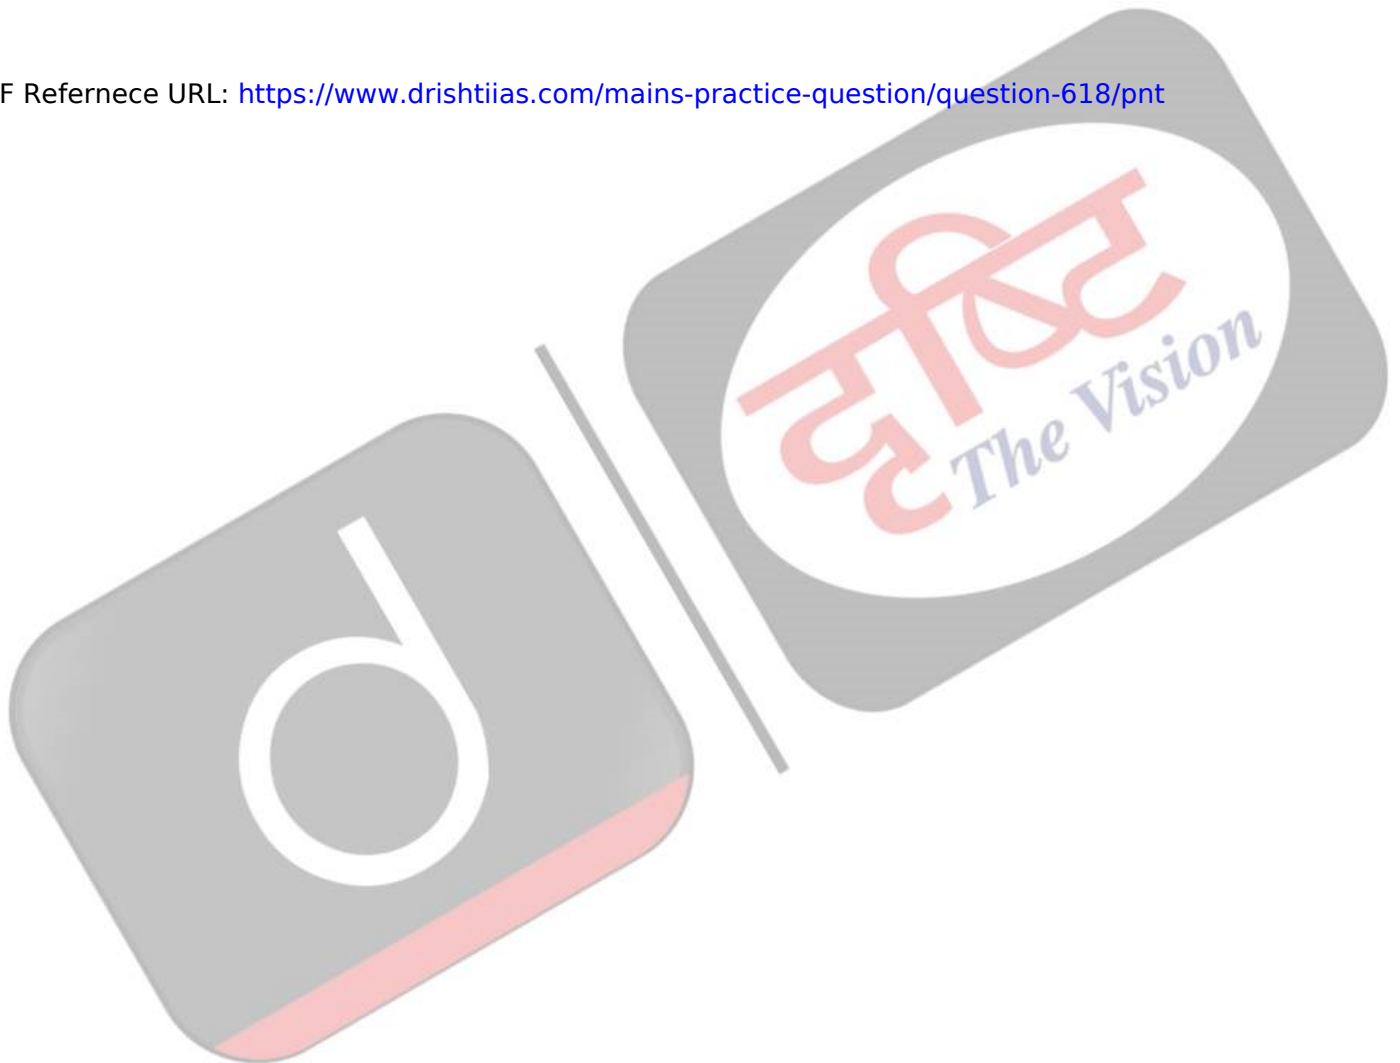 F Refernece URL: https://www.drishtiias.com/mains-practice-question/question-618/pnt
दृष्टि
The Vision
d